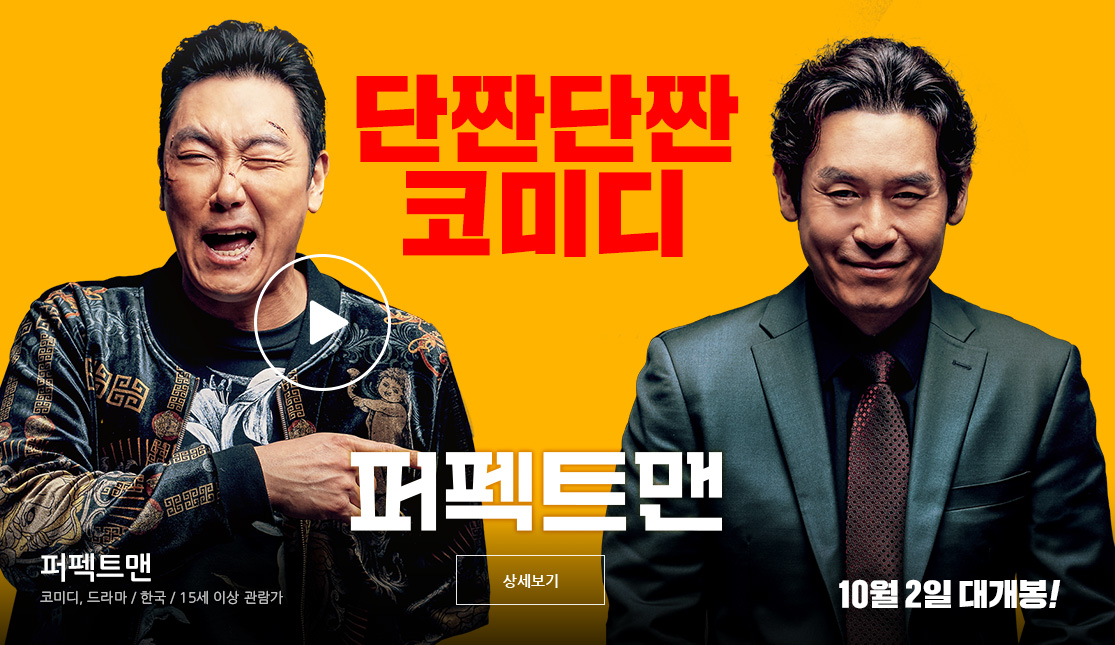 단짠단짠
코미디
퍼펙트맨
퍼펙트맨
코미디, 드라마 / 한국 / 15세 이상 관람가
상세보기
10월 2일 대개봉!